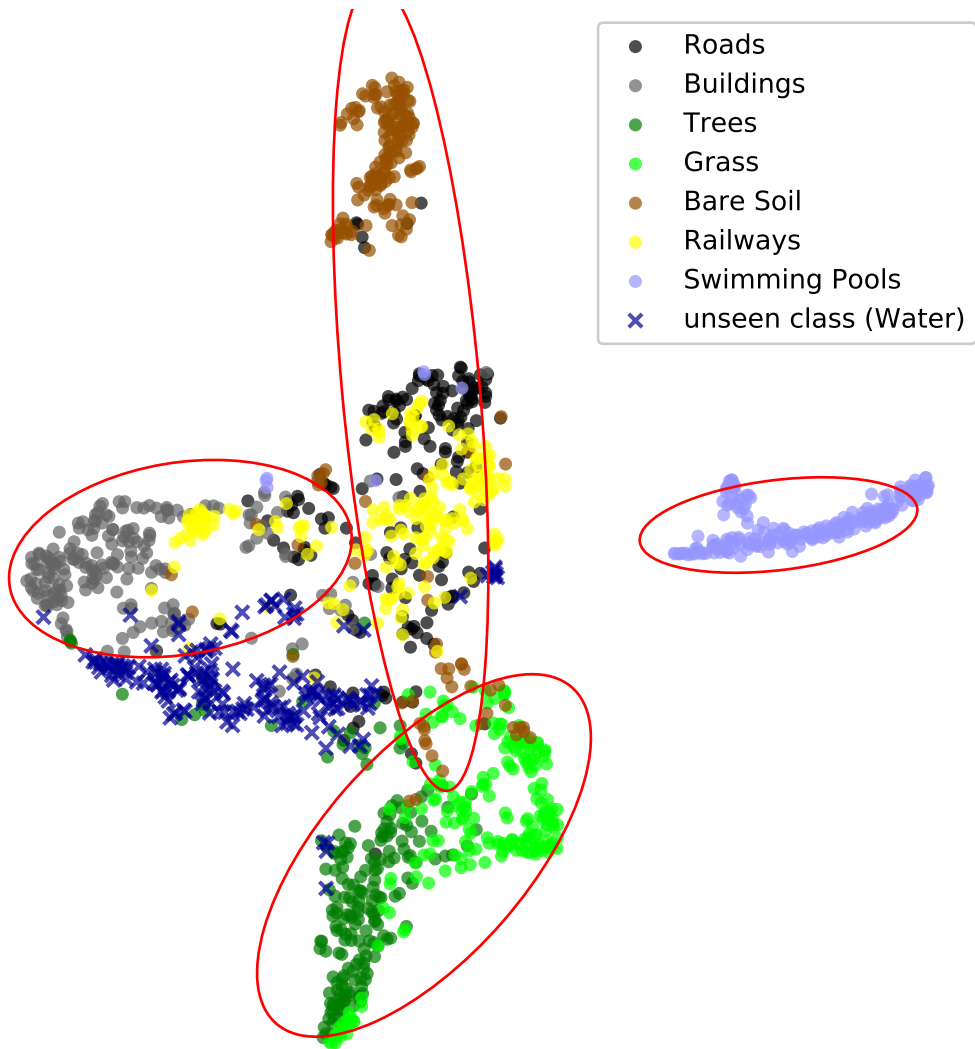 Roads
Buildings
Trees
Grass
Bare Soil
Railways
Swimming Pools
unseen class (Water)